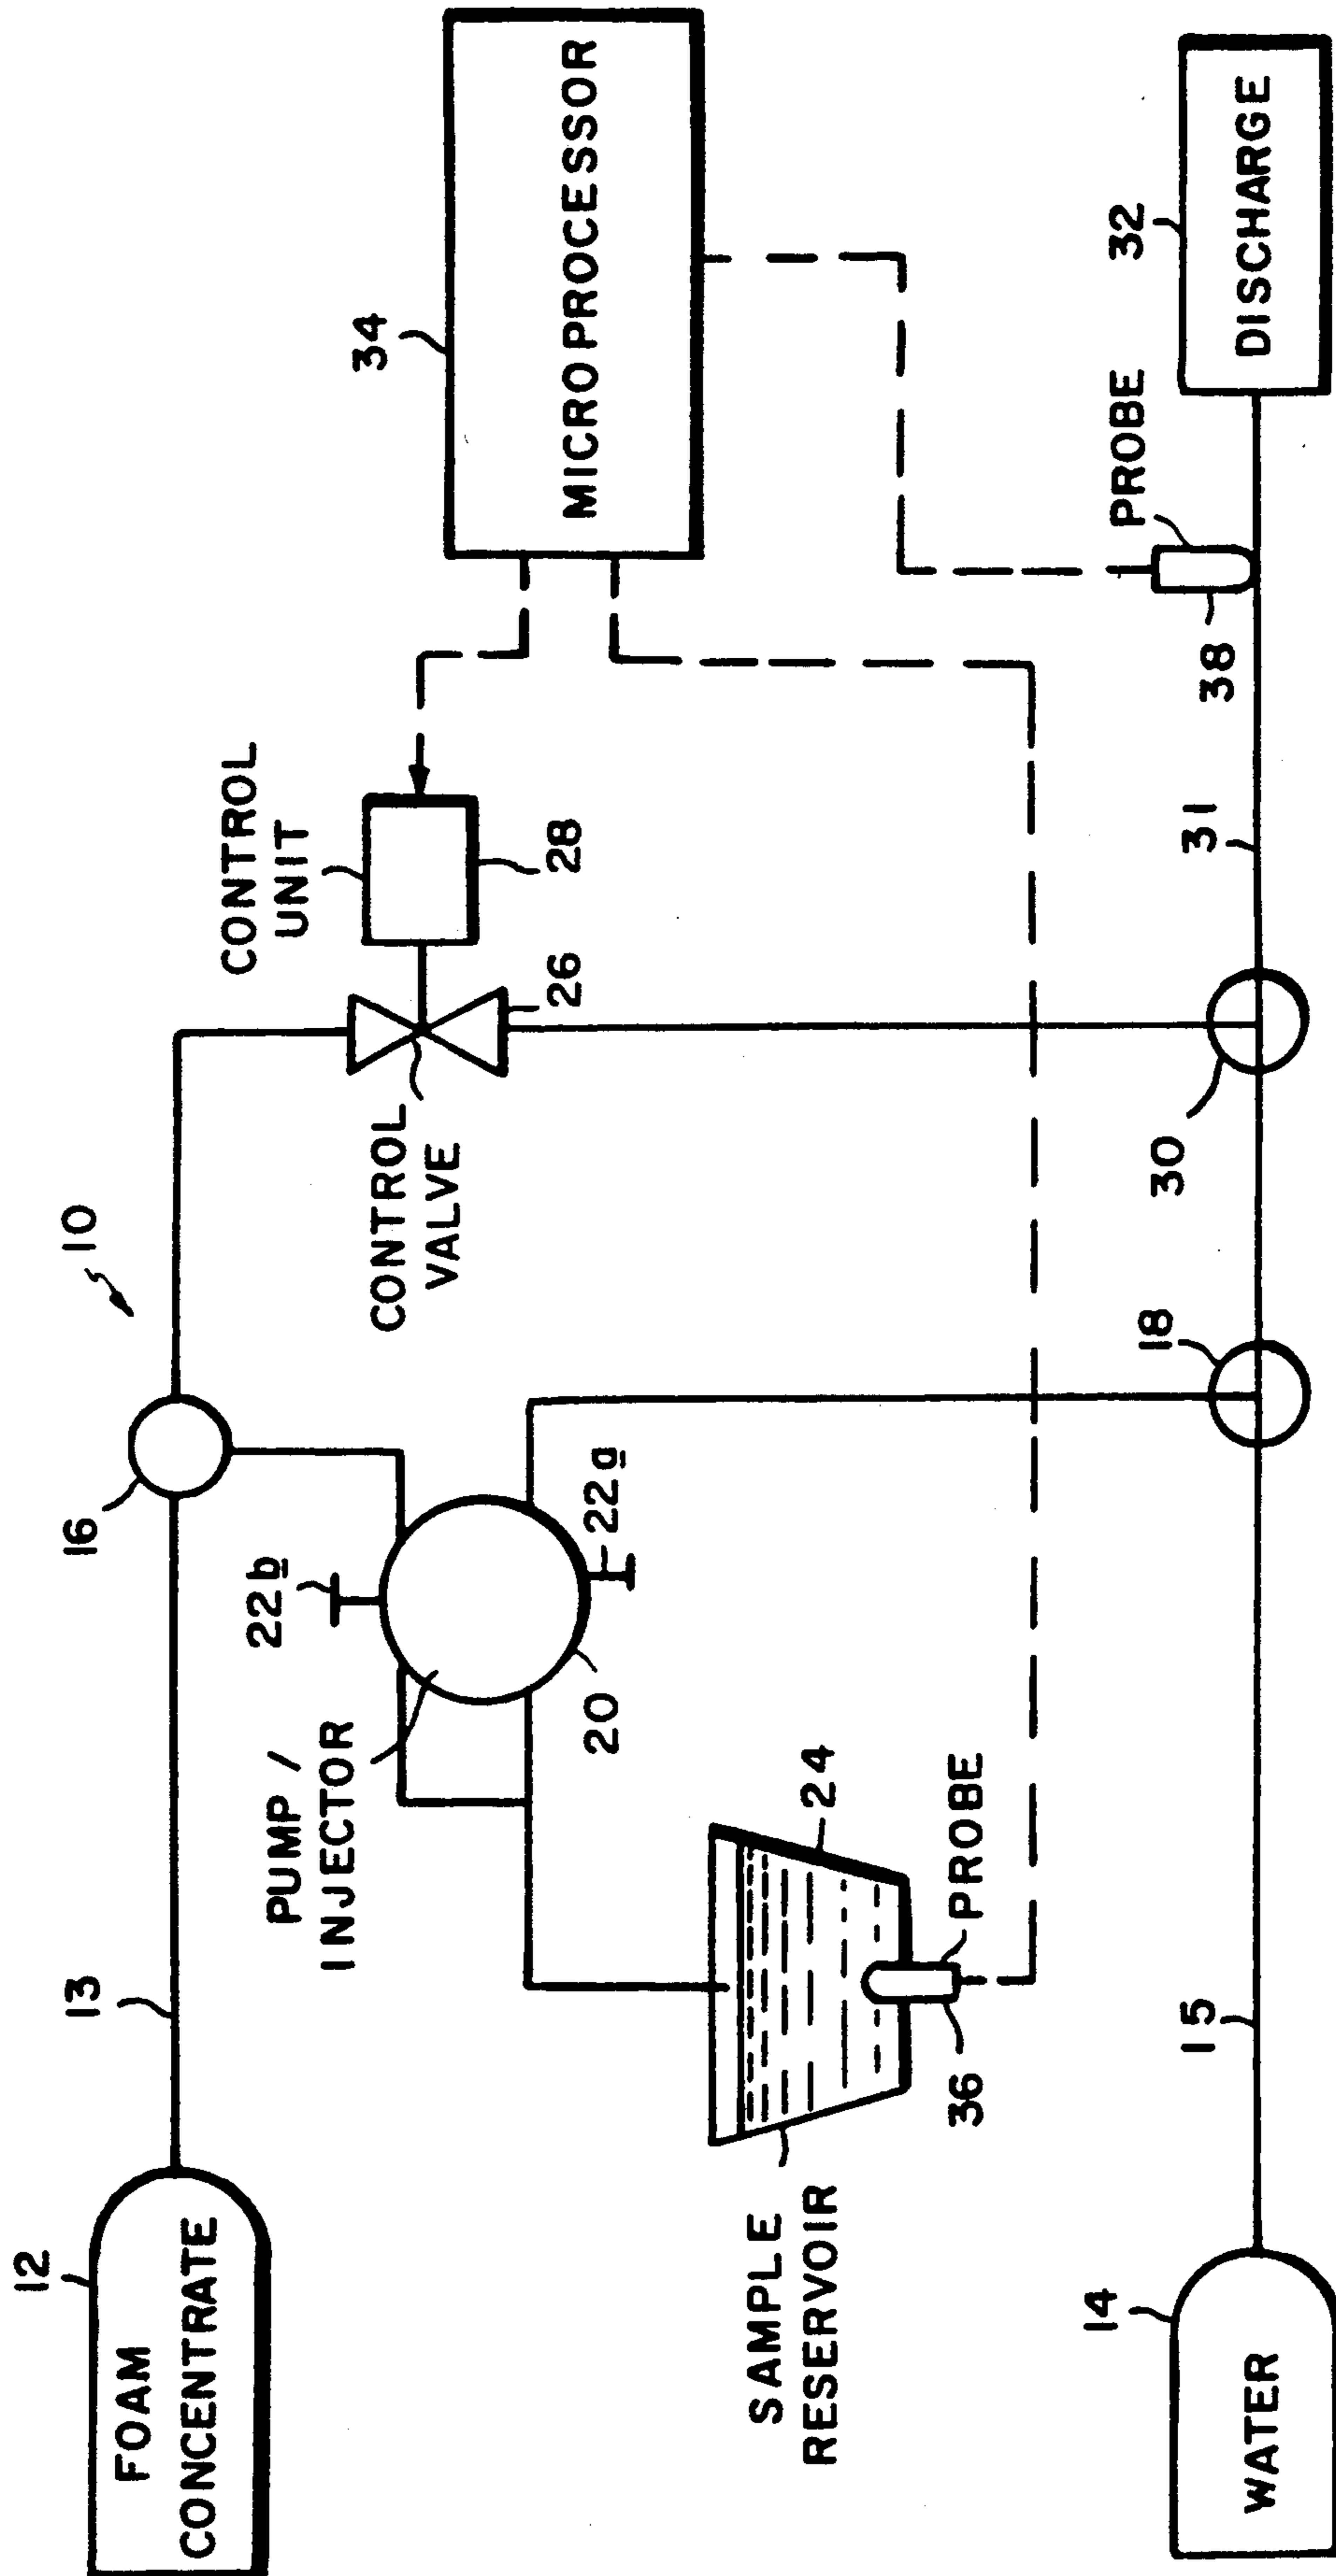 12
FOAM
CONCENTRATE
13
16
10
22b
PUMP /
INJECTOR
20
22a
CONTROL
VALVE
26
CONTROL
UNIT
28
34
MICROPROCESSOR
SAMPLE
RESERVOIR
24
36
PROBE
14
WATER
15
18
30
31
38
PROBE
32
DISCHARGE